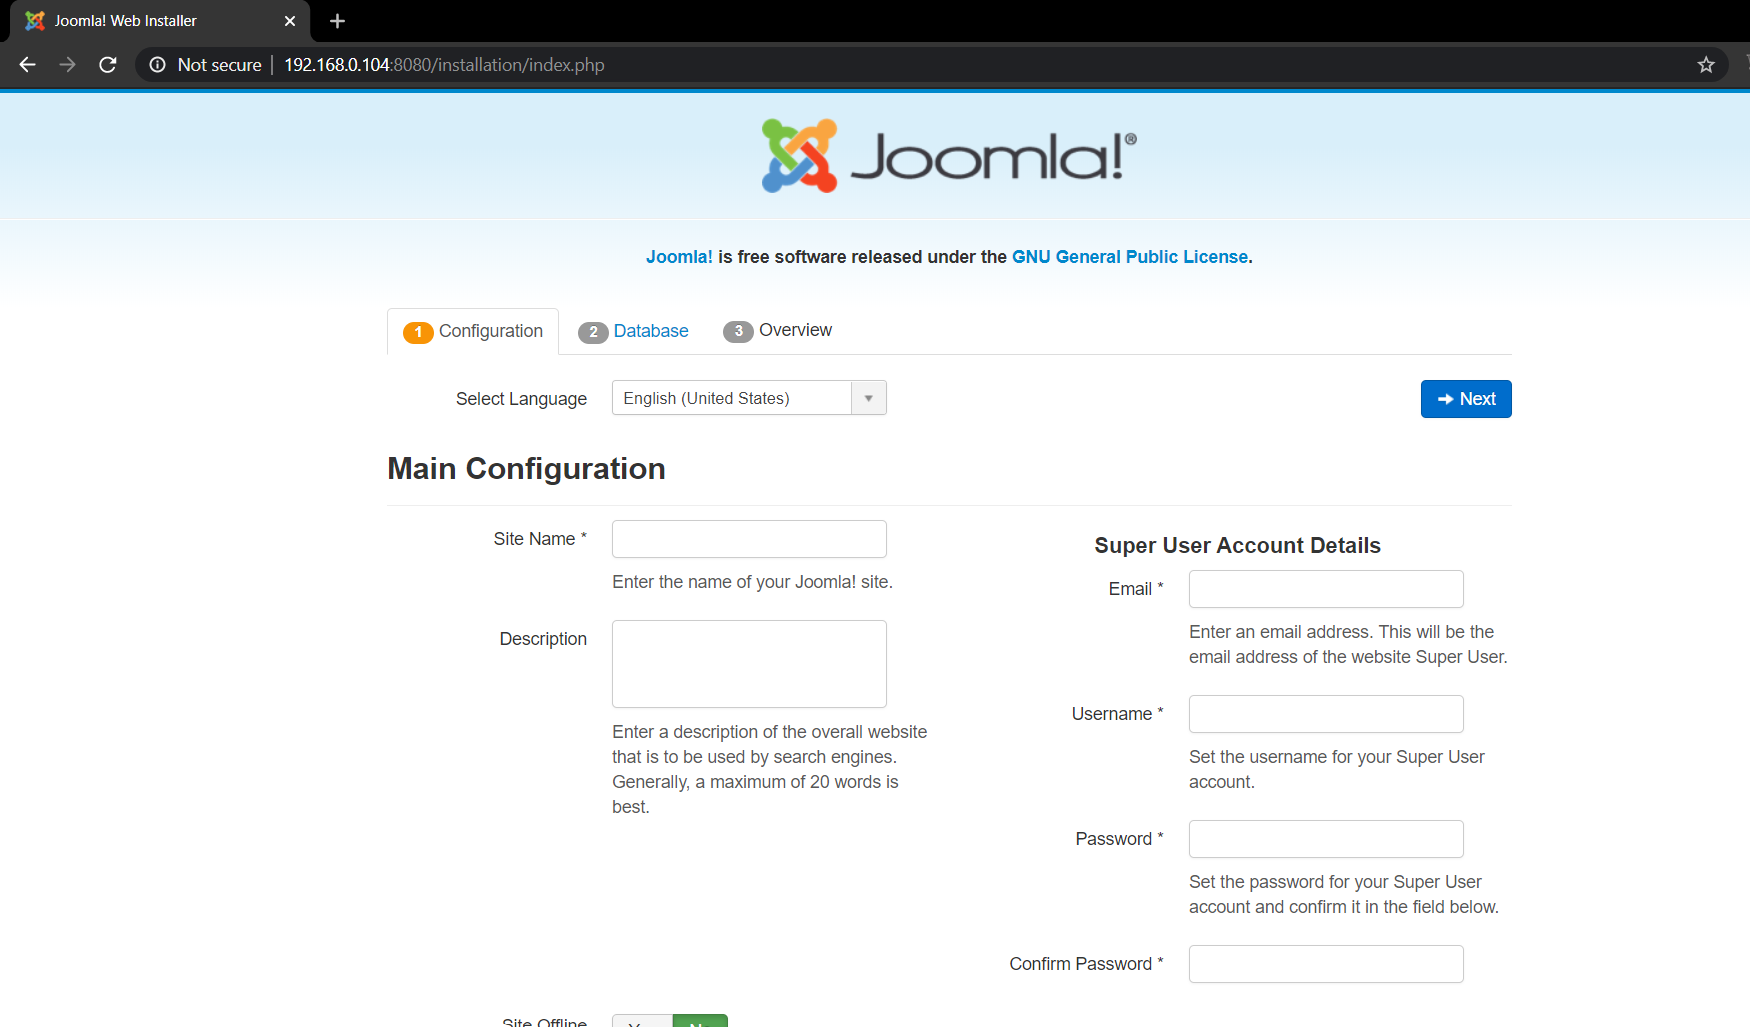 Joomla! Web Installer
Not secure 192.168.0.104:8080/installation/index.php
Joomla!®
Joomla! is free software released under the GNU General Public License.
1 Configuration 2 Database 3 Overview
Select Language English (United States) Next
Main Configuration
Site Name *
Enter the name of your Joomla! site.
Description
Enter a description of the overall website
that is to be used by search engines.
Generally, a maximum of 20 words is
best.
Super User Account Details
Email *
Enter an email address. This will be the
email address of the website Super User.
Username *
Set the username for your Super User
account.
Password *
Set the password for your Super User
account and confirm it in the field below.
Confirm Password *
Site Offline